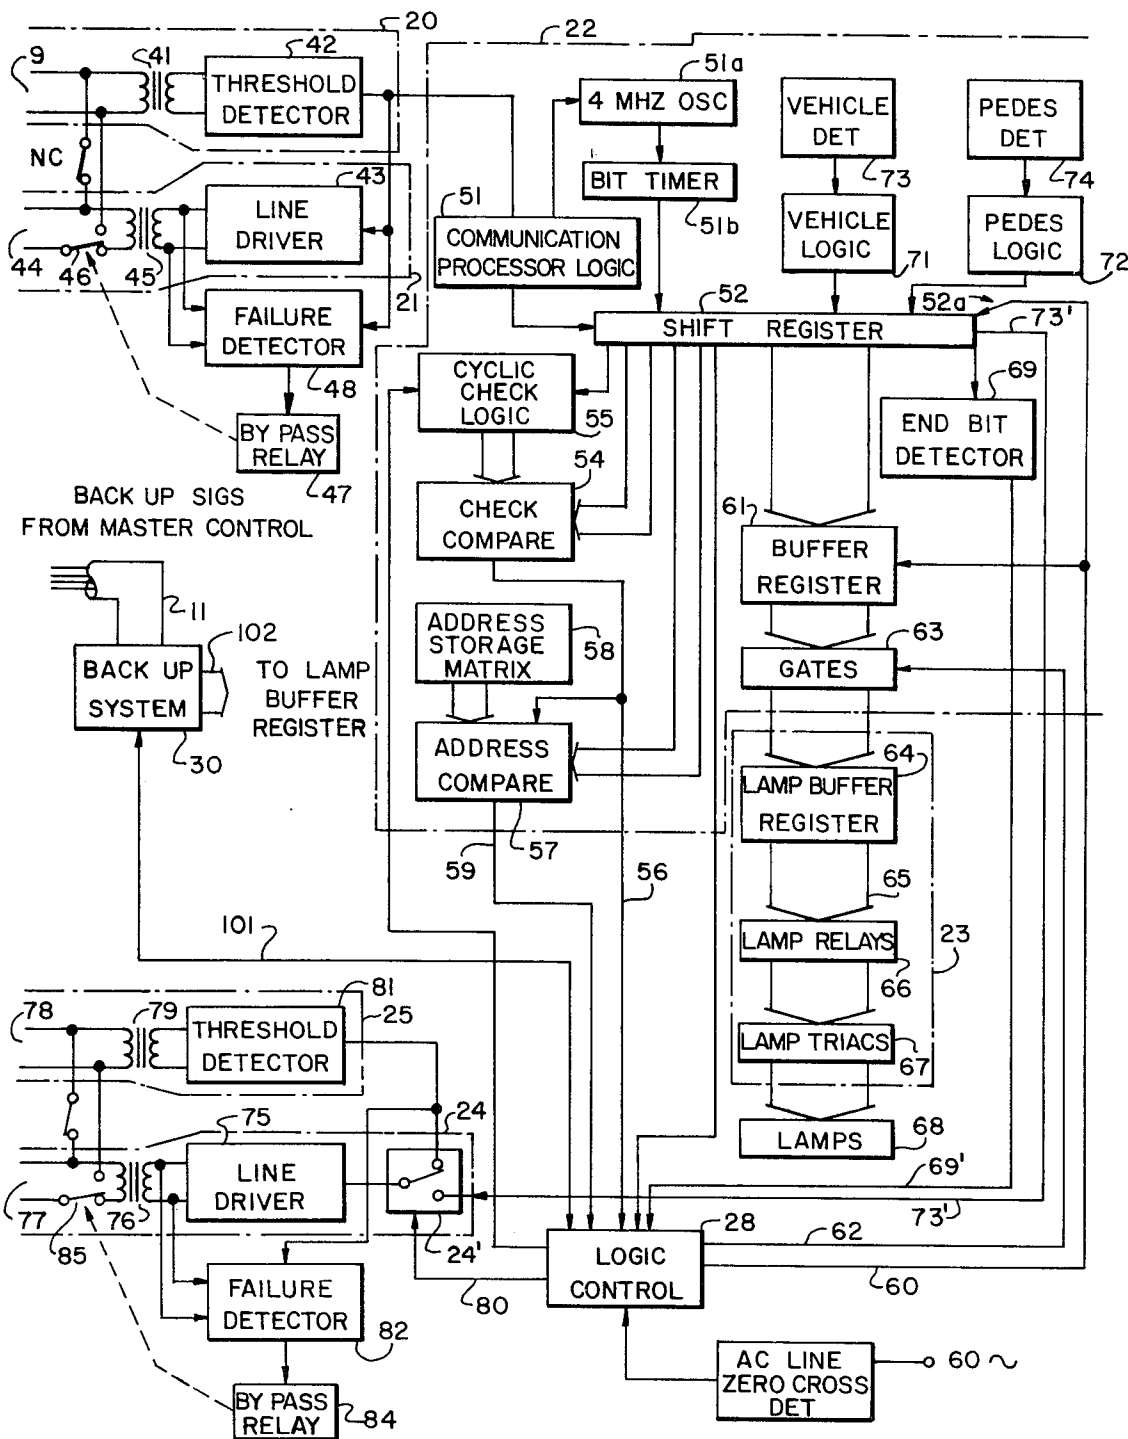 20
22
9
41
42
THRESHOLD
DETECTOR
51a
4 MHZ OSC
VEHICLE
DET
PEDES
DET
NC
43
51
BIT TIMER
51b
73
74
LINE
DRIVER
COMMUNICATION
PROCESSOR LOGIC
VEHICLE
LOGIC
PEDES
LOGIC
44
46
45
21
71
72
52
52a
73'
FAILURE
DETECTOR
48
SHIFT REGISTER
69
CYCLIC
CHECK
LOGIC
55
END BIT
DETECTOR
BY PASS
RELAY
47
54
61
BACK UP SIGS
FROM MASTER CONTROL
CHECK
COMPARE
BUFFER
REGISTER
11
102
ADDRESS
STORAGE
MATRIX
58
63
GATES
BACK UP
SYSTEM
30
TO LAMP
BUFFER
REGISTER
ADDRESS
COMPARE
57
59
64
LAMP BUFFER
REGISTER
56
65
101
LAMP RELAYS
66
23
78
79
81
25
THRESHOLD
DETECTOR
LAMP TRIACS
67
75
24
LAMPS
68
LINE
DRIVER
69'
73'
77
85
76
24'
28
62
LOGIC
CONTROL
80
60
FAILURE
DETECTOR
82
AC LINE
ZERO CROSS
DET
60 ~
BY PASS
RELAY
84